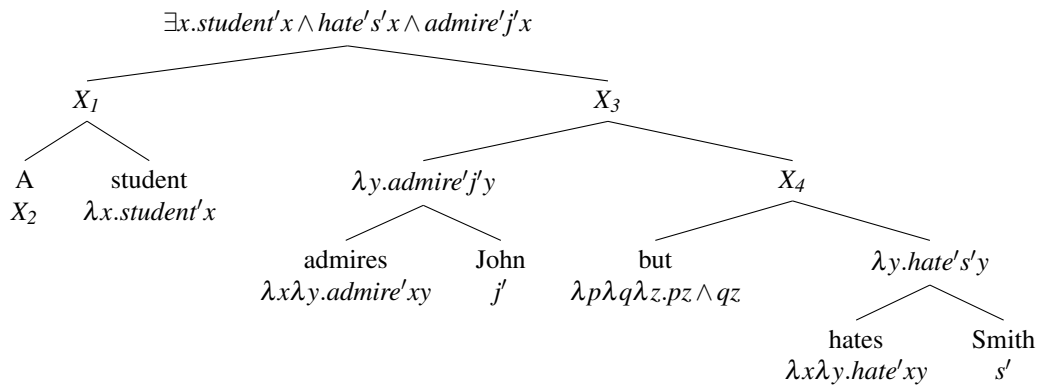 ∃x.student′x ∧ hate′s′x ∧ admire′j′x
X₁ X₃
A student λy.admire′j′y X₄
X₂ λx.student′x
admires John but λy.hate′s′y
λxλy.admire′xy j′ λpλqλz.pz ∧ qz
hates Smith
λxλy.hate′xy s′